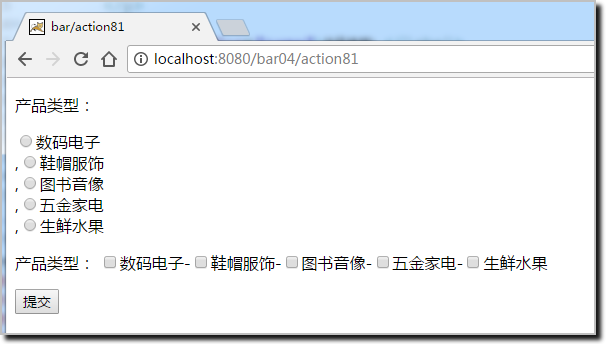 bar/action81
localhost:8080/bar04/action81
产品类型：
数码电子
, 鞋帽服饰
, 图书音像
, 五金家电
, 生鲜水果
产品类型： 数码电子- 鞋帽服饰- 图书音像- 五金家电- 生鲜水果
提交